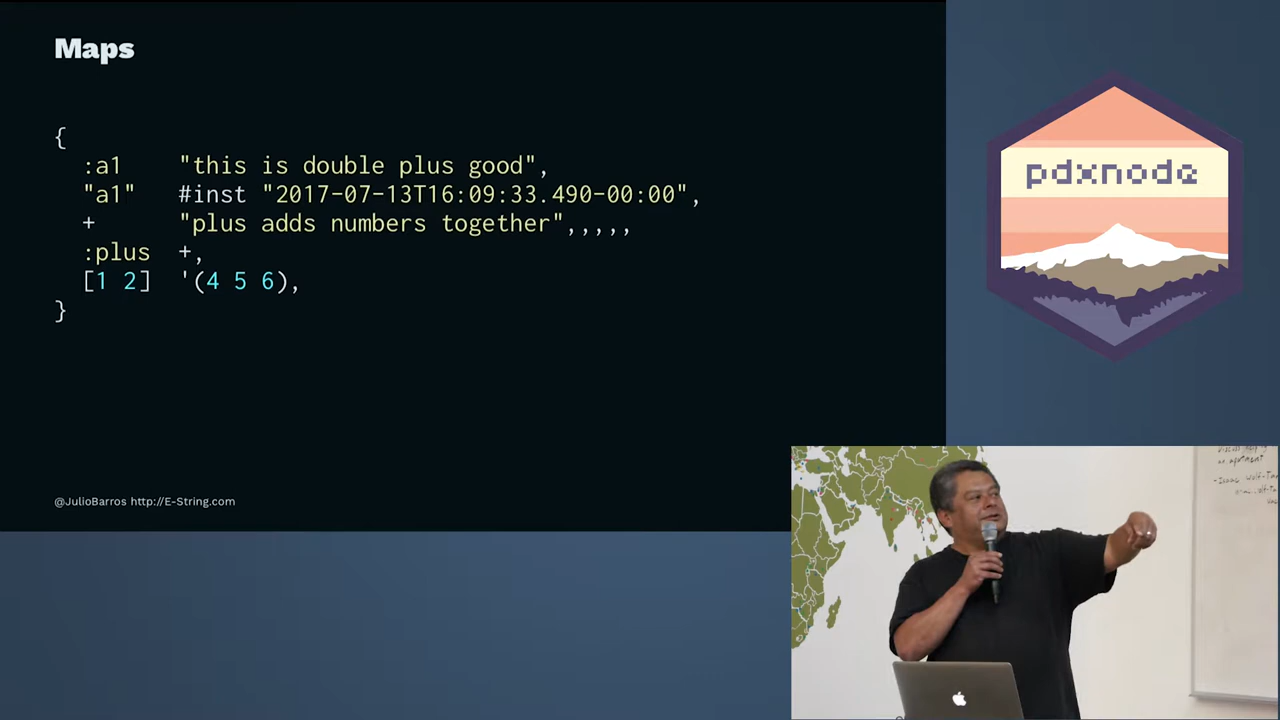 Maps
{
:a1 "this is double plus good",
"a1" #inst "2017-07-13T16:09:33.490-00:00",
+ "plus adds numbers together",,,,,
:plus +,
[1 2] '(4 5 6),
}
@JulioBarros http://E-String.com
pdxnode